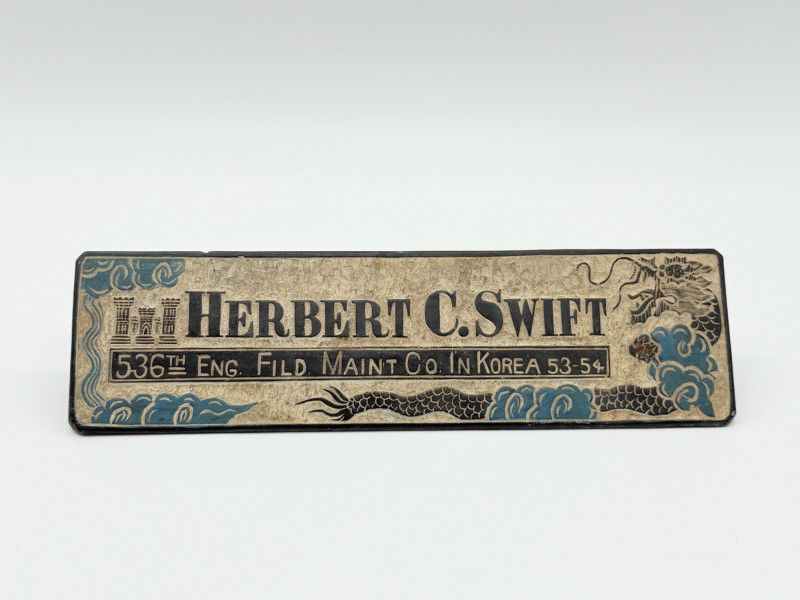 HERBERT C. SWIFT
536TH ENG. FILD. MAINT CO. IN KOREA 53-54